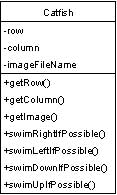 Catfish
-row
-column
-imageFileName
+getRow()
+getColumn()
+getImage()
+swimRightIfPossible()
+swimLeftIfPossible()
+swimDownIfPossible()
+swimUpIfPossible()